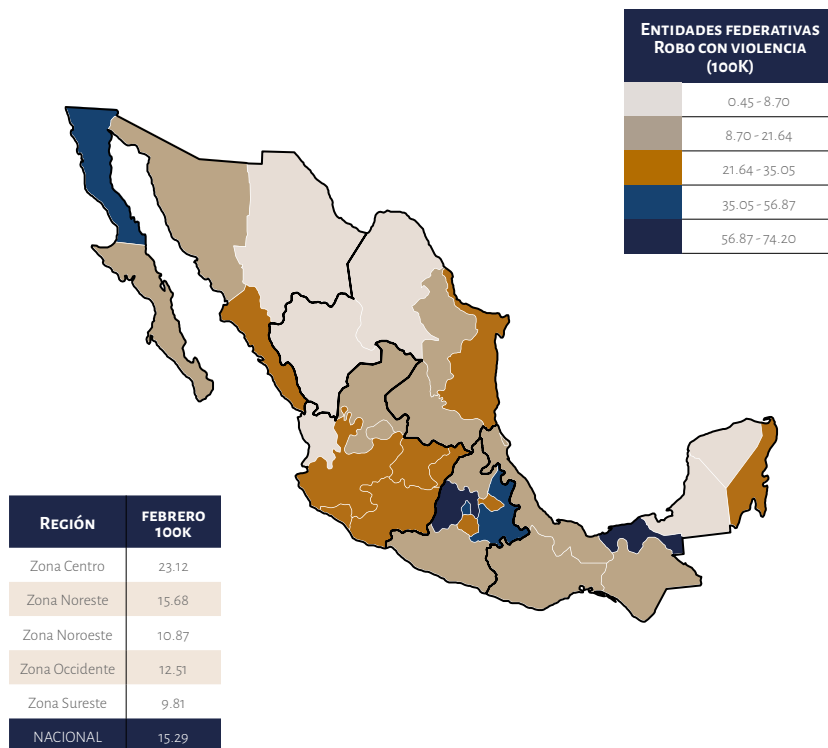 Entidades federativas
Robo con violencia
(100K)
0.45 - 8.70
8.70 - 21.64
21.64 - 35.05
35.05 - 56.87
56.87 - 74.20
Región febrero
100k
Zona Centro 23.12
Zona Noreste 15.68
Zona Noroeste 10.87
Zona Occidente 12.51
Zona Sureste 9.81
NACIONAL 15.29